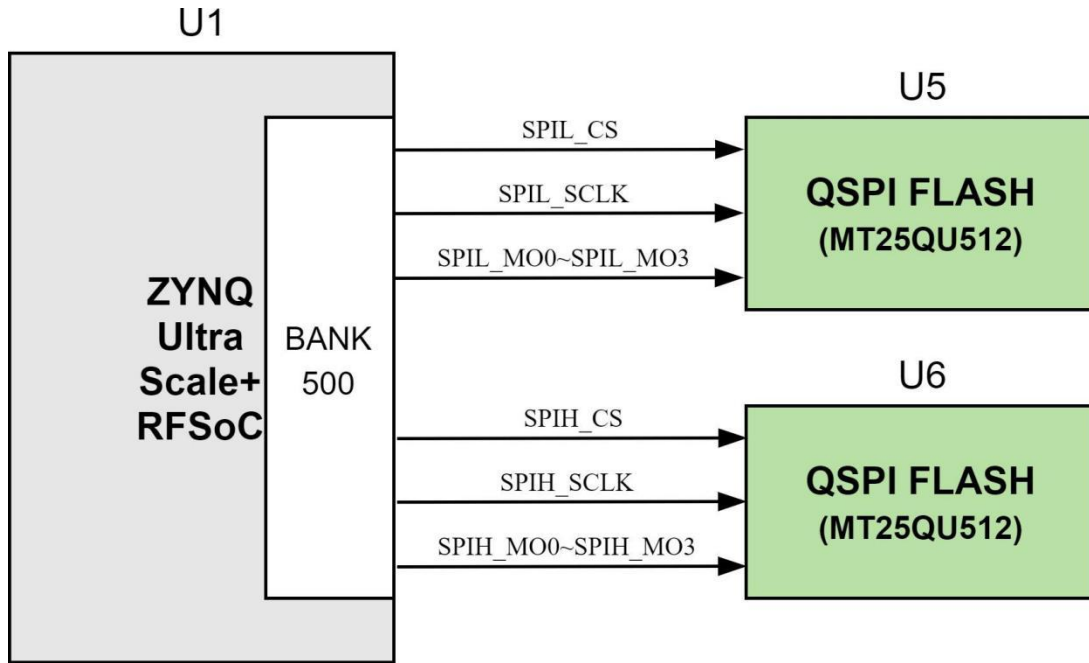 U1
ZYNQ
Ultra
Scale+
RFSoC
BANK
500
SPIL_CS
SPIL_SCLK
SPIL_MO0~SPIL_MO3
U5
QSPI FLASH
(MT25QU512)
SPIH_CS
SPIH_SCLK
SPIH_MO0~SPIH_MO3
U6
QSPI FLASH
(MT25QU512)